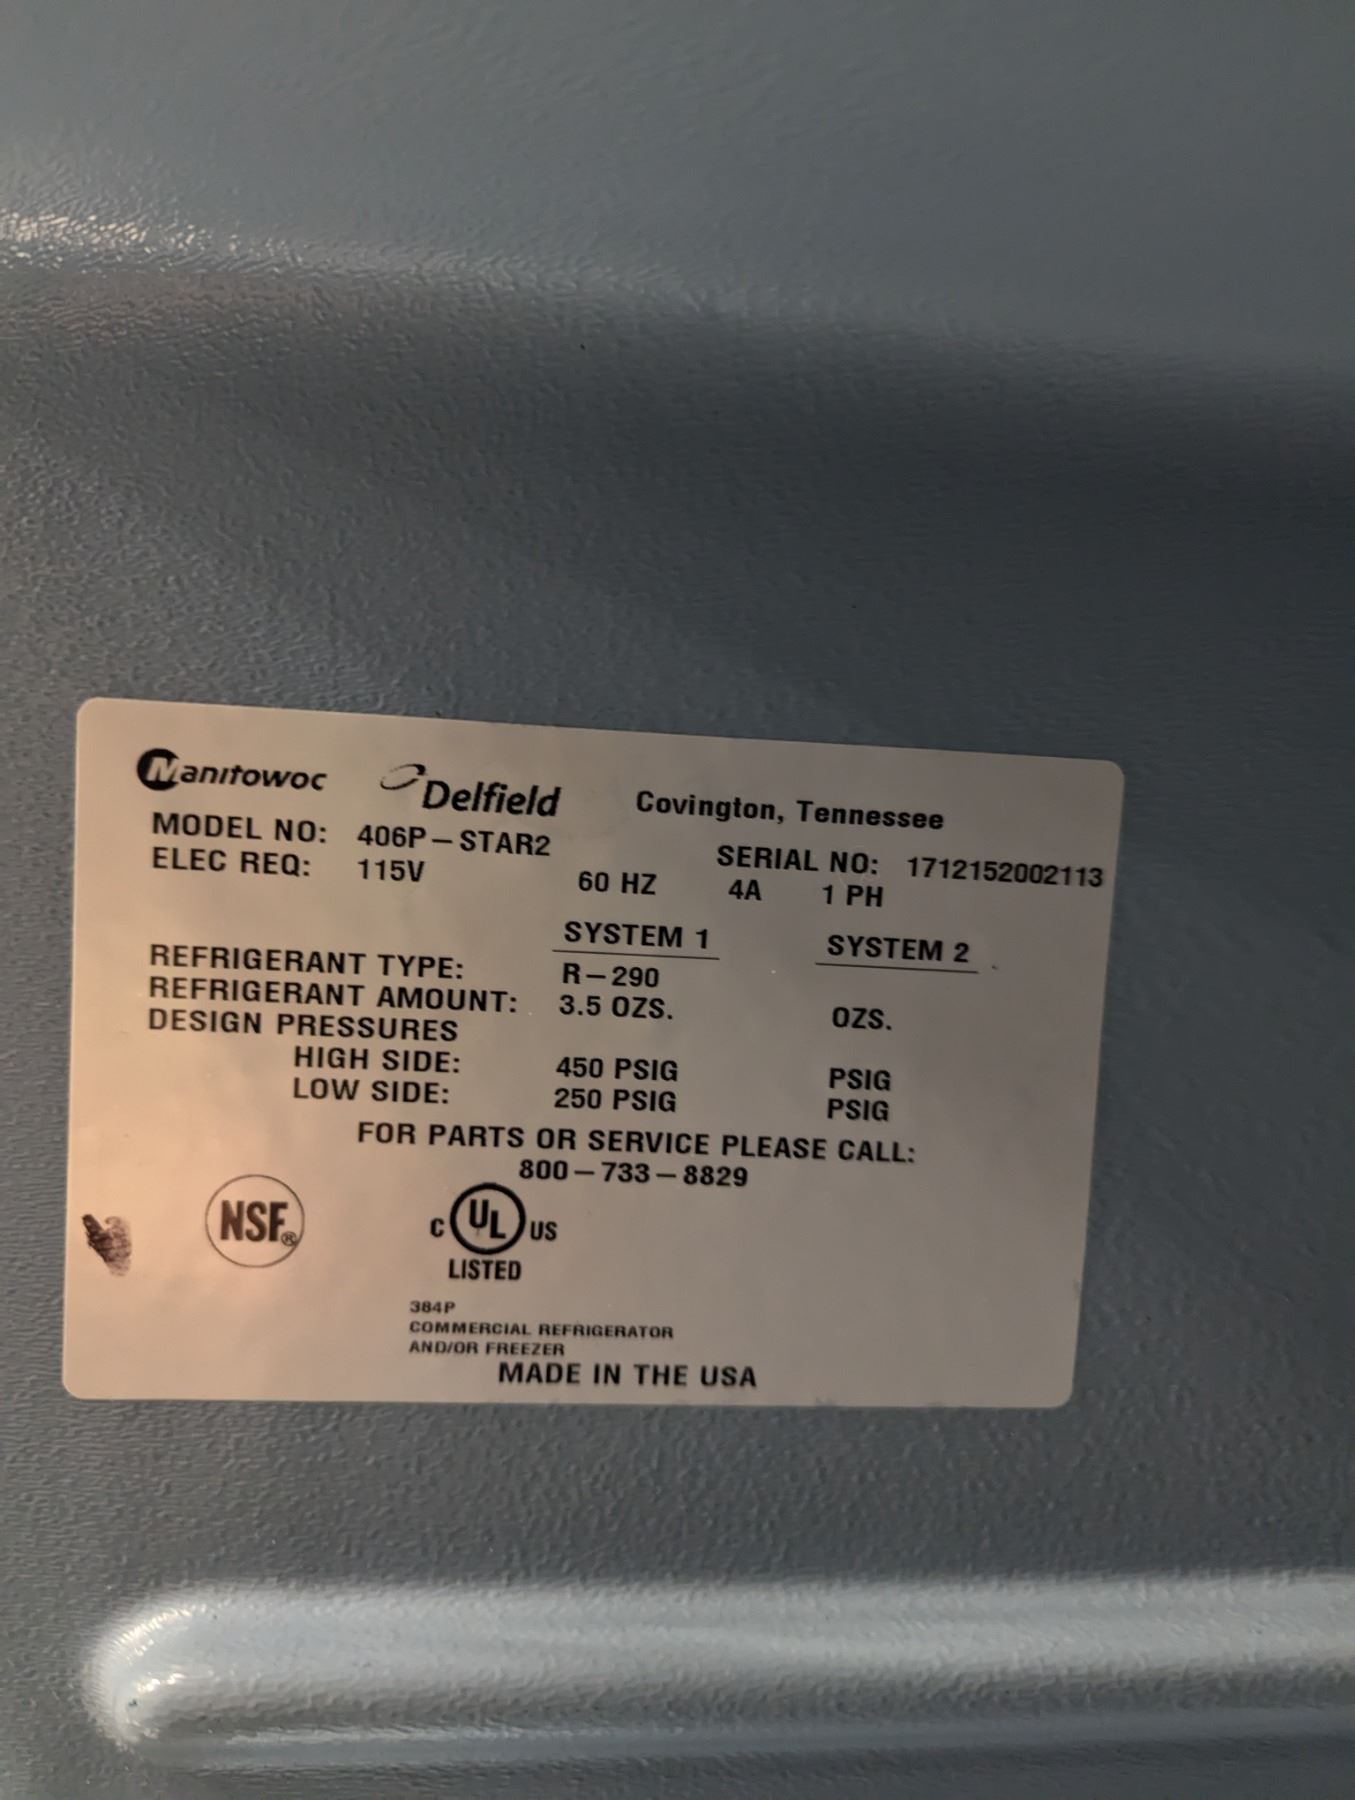 Manitowoc Delfield Covington, Tennessee
MODEL NO: 406P-STAR2 SERIAL NO: 1712152002113
ELEC REQ: 115V 60 HZ 4A 1 PH
SYSTEM 1 SYSTEM 2
REFRIGERANT TYPE: R-290
REFRIGERANT AMOUNT: 3.5 OZS. OZS.
DESIGN PRESSURES
HIGH SIDE: 450 PSIG PSIG
LOW SIDE: 250 PSIG PSIG
FOR PARTS OR SERVICE PLEASE CALL:
800-733-8829
NSF®
C UL US
LISTED
384P
COMMERCIAL REFRIGERATOR
AND/OR FREEZER
MADE IN THE USA